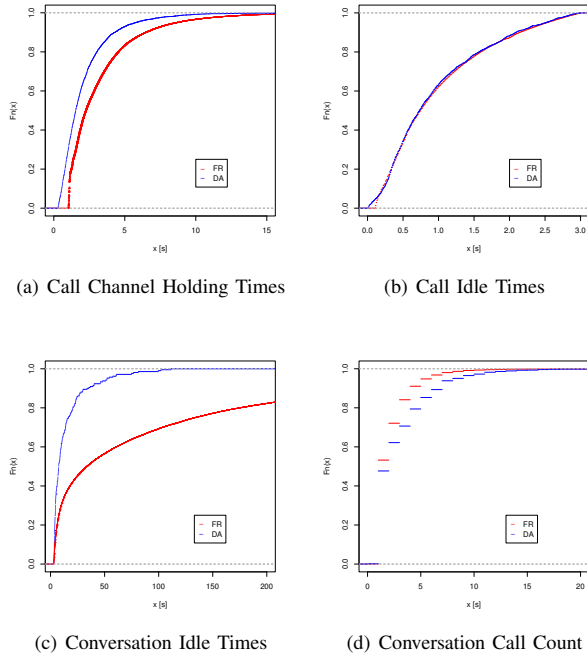 1.0
0.8
0.6
0.4
0.2
0.0
Fn(x)
FR
DA
0 5 10 15
x [s]
(a) Call Channel Holding Times
1.0
0.8
0.6
0.4
0.2
0.0
Fn(x)
FR
DA
0.0 0.5 1.0 1.5 2.0 2.5 3.0
x [s]
(b) Call Idle Times
1.0
0.8
0.6
0.4
0.2
0.0
Fn(x)
FR
DA
0 50 100 150 200
x [s]
(c) Conversation Idle Times
1.0
0.8
0.6
0.4
0.2
0.0
Fn(x)
FR
DA
0 5 10 15 20
x [s]
(d) Conversation Call Count